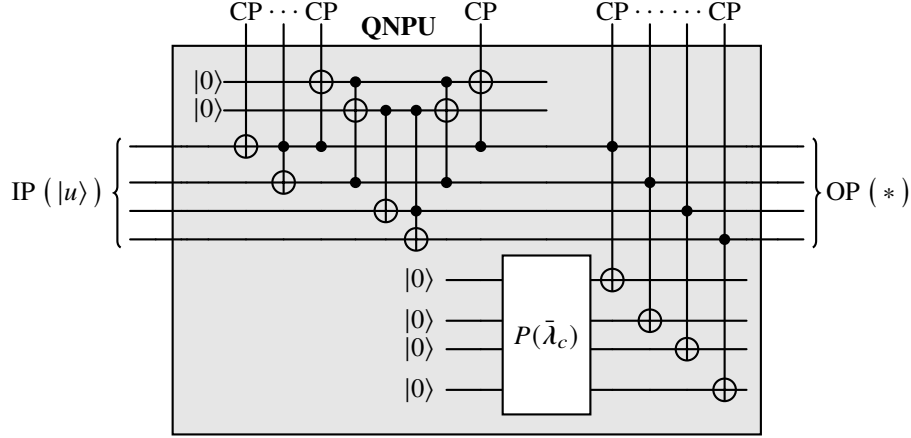 CP ··· CP QNPU CP CP ······ CP
|0⟩
|0⟩
IP (|u⟩) OP (*)
|0⟩
|0⟩
P(λ̄_c)
|0⟩
|0⟩